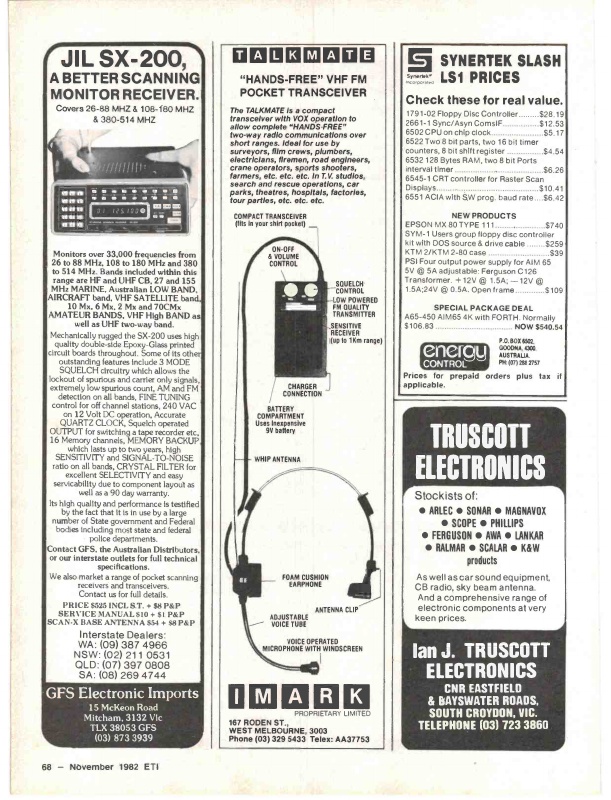 JIL SX-200,
A BETTER SCANNING
MONITOR RECEIVER.
Covers 26-88 MHZ & 108-180 MHZ
& 380-514 MHZ
Monitors over 33,000 frequencies from
26 to 88 MHz, 108 to 180 MHz and 380
to 514 MHz. Bands included within this
range are HF and UHF CB, 27 and 155
MHz MARINE, Australian LOW BAND,
AIRCRAFT band, VHF SATELLITE band,
10 Mx, 6 Mx, 2 Mx and 70CMx
AMATEUR BANDS, VHF High BAND as
well as UHF two-way band.
Mechanically rugged the SX-200 uses high
quality double-side Epoxy-Glass printed
circuit boards throughout. Some of its other
outstanding features include 3 MODE
SQUELCH circuitry which allows the
lockout of spurious and carrier only signals,
extremely low spurious count, AM and FM
detection on all bands, FINE TUNING
control for off channel stations, 240 VAC
on 12 Volt DC operation, Accurate
QUARTZ CLOCK, Squelch operated
OUTPUT for switching a tape recorder etc,
16 Memory channels, MEMORY BACKUP
which lasts up to two years, high
SENSITIVITY and SIGNAL-TO-NOISE
ratio on all bands, CRYSTAL FILTER for
excellent SELECTIVITY and easy
servicability due to component layout as
well as a 90 day warranty.
Its high quality and performance is testified
by the fact that it is in use by a large
number of State government and Federal
bodies including most state and federal
police departments.
Contact GFS, the Australian Distributors,
or our interstate outlets for full technical
specifications.
We also market a range of pocket scanning
receivers and transceivers.
Contact us for full details.
PRICE $525 INCL S.T. + $8 P&P
SERVICE MANUAL $10 + $1 P&P
SCAN-X BASE ANTENNA $54 + $8 P&P
Interstate Dealers:
WA: (09) 387 4966
NSW: (02) 211 0531
QLD: (07) 397 0808
SA: (08) 269 4744
GFS Electronic Imports
15 McKeon Road
Mitcham, 3132 Vic
TLX 38053 GFS
(03) 873 3939
TALKMATE
"HANDS-FREE" VHF FM
POCKET TRANSCEIVER
The TALKMATE is a compact
transceiver with VOX operation to
allow complete "HANDS-FREE"
two-way radio communications over
short ranges. Ideal for use by
surveyors, film crews, plumbers,
electricians, firemen, road engineers,
crane operators, sports shooters,
farmers, etc. etc. etc. In T.V. studios,
search and rescue operations, car
parks, theatres, hospitals, factories,
tour parties, etc. etc. etc.
COMPACT TRANSCEIVER
(fits in your shirt pocket)
ON-OFF
& VOLUME
CONTROL
SQUELCH
CONTROL
LOW POWERED
FM QUALITY
TRANSMITTER
SENSITIVE
RECEIVER
(up to 1Km range)
CHARGER
CONNECTION
BATTERY
COMPARTMENT
Uses inexpensive
9V battery
WHIP ANTENNA
FOAM CUSHION
EARPHONE
ANTENNA CLIP
ADJUSTABLE
VOICE TUBE
VOICE OPERATED
MICROPHONE WITH WINDSCREEN
IMARK
PROPRIETARY LIMITED
167 RODEN ST.,
WEST MELBOURNE, 3003
Phone (03) 329 5433 Telex: AA37753
S
Synertek
Incorporated
SYNERTEK SLASH
LS1 PRICES
Check these for real value.
1791-02 Floppy Disc Controller.........$28.19
2661-1 Sync/Asyn ComsIF..............$12.53
6502 CPU on chip clock...................$5.17
6522 Two 8 bit parts, two 16 bit timer
counters, 8 bit shift register..............$4.54
6532 128 Bytes RAM, two 8 bit Ports
interval timer................................$6.26
6545-1 CRT controller for Raster Scan
Displays......................................$10.41
6551 ACIA with SW prog. baud rate....$6.42
NEW PRODUCTS
EPSON MX 80 TYPE 111..................$740
SYM-1 Users group floppy disc controller
kit with DOS source & drive cable........$259
KTM 2/KTM 2-80 case......................$39
PSI Four output power supply for AIM 65
5V @ 5A adjustable: Ferguson C126
Transformer. + 12V @ 1.5A; — 12V @
1.5A;24V @ 0.5A. Open frame...........$109
SPECIAL PACKAGE DEAL
A65-450 AIM65 4K with FORTH. Normally
$106.83..........................NOW $540.54
energy
CONTROL
P.O. BOX 6502,
GOODNA, 4300.
AUSTRALIA.
PH: (07) 288 2757
Prices for prepaid orders plus tax if
applicable.
TRUSCOTT
ELECTRONICS
Stockists of:
● ARLEC ● SONAR ● MAGNAVOX
● SCOPE ● PHILLIPS
● FERGUSON ● AWA ● LANKAR
● RALMAR ● SCALAR ● K&W
products
As well as car sound equipment,
CB radio, sky beam antenna.
And a comprehensive range of
electronic components at very
keen prices.
Ian J. TRUSCOTT
ELECTRONICS
CNR EASTFIELD
& BAYSWATER ROADS,
SOUTH CROYDON, VIC.
TELEPHONE (03) 723 3860
68 — November 1982 ETI